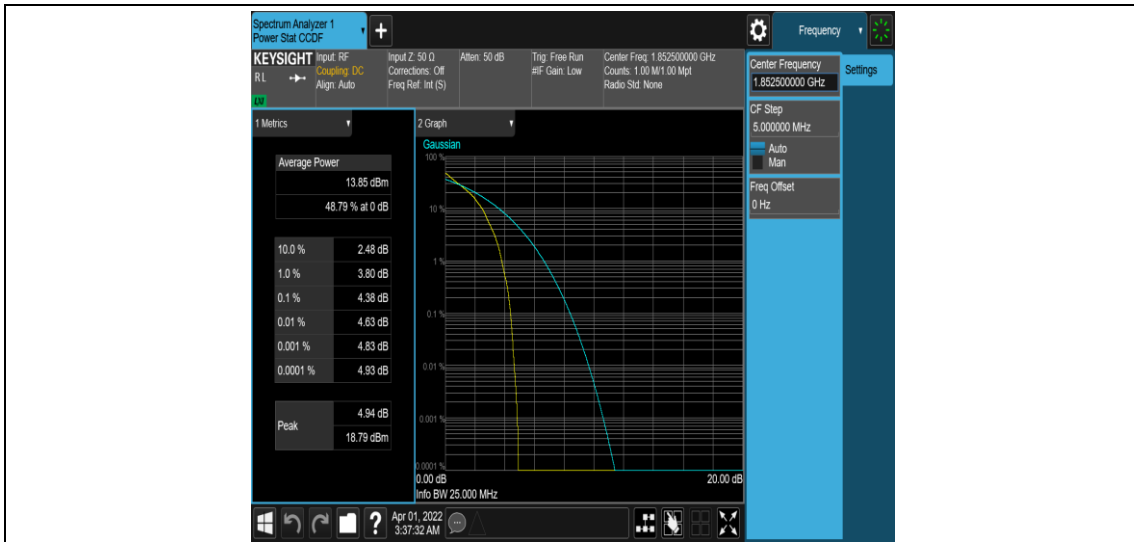 Spectrum Analyzer 1
Power Stat CCDF
+
Frequency
KEYSIGHT
RL
LXI
Input: RF
Coupling: DC
Align: Auto
Input Z: 50 Ω
Corrections: Off
Freq Ref: Int (S)
Atten: 50 dB
Trig: Free Run
#IF Gain: Low
Center Freq: 1.852500000 GHz
Counts: 1.00 M/1.00 Mpt
Radio Std: None
Center Frequency
1.852500000 GHz
Settings
CF Step
5.000000 MHz
Auto
Man
Freq Offset
0 Hz
1 Metrics
Average Power
13.85 dBm
48.79 % at 0 dB
10.0 % 2.48 dB
1.0 % 3.80 dB
0.1 % 4.38 dB
0.01 % 4.63 dB
0.001 % 4.83 dB
0.0001 % 4.93 dB
Peak
4.94 dB
18.79 dBm
2 Graph
Gaussian
100 %
10 %
1 %
0.1 %
0.01 %
0.001 %
0.0001 %
0.00 dB 20.00 dB
Info BW 25.000 MHz
?
Apr 01, 2022
3:37:32 AM